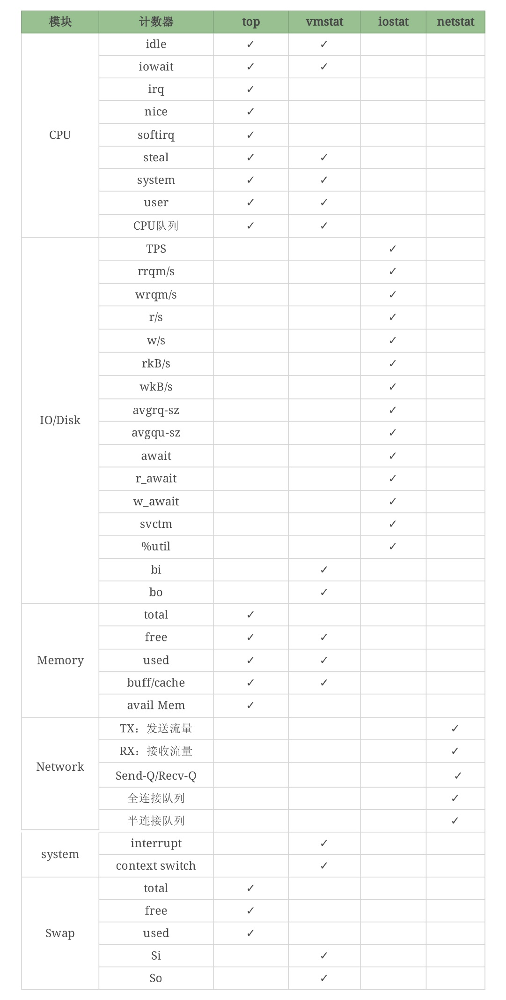 模块 计数器 top vmstat iostat netstat
CPU
idle ✓ ✓
iowait ✓ ✓
irq ✓
nice ✓
softirq ✓
steal ✓ ✓
system ✓ ✓
user ✓ ✓
CPU队列 ✓ ✓
IO/Disk
TPS ✓
rrqm/s ✓
wrqm/s ✓
r/s ✓
w/s ✓
rkB/s ✓
wkB/s ✓
avgrq-sz ✓
avgqu-sz ✓
await ✓
r_await ✓
w_await ✓
svctm ✓
%util ✓
bi ✓
bo ✓
Memory
total ✓
free ✓ ✓
used ✓ ✓
buff/cache ✓ ✓
avail Mem ✓
Network
TX：发送流量 ✓
RX：接收流量 ✓
Send-Q/Recv-Q ✓
全连接队列 ✓
半连接队列 ✓
system
interrupt ✓
context switch ✓
Swap
total ✓
free ✓
used ✓
Si ✓
So ✓